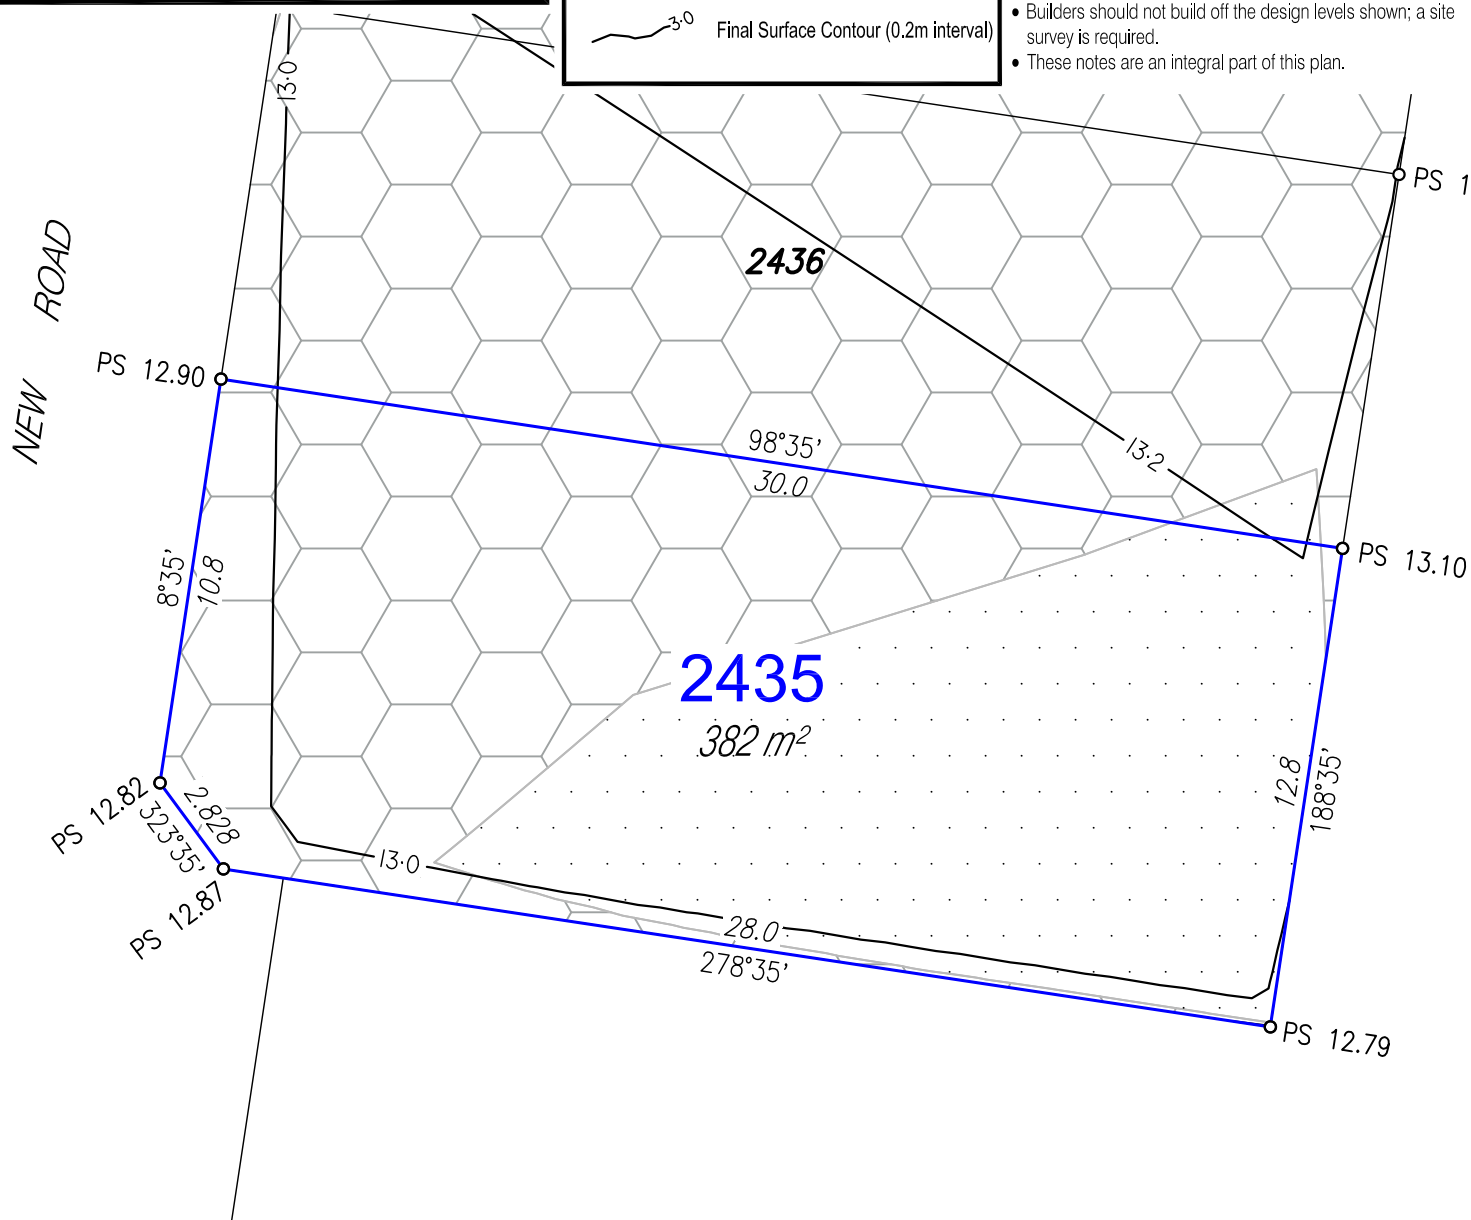 3·0
Final Surface Contour (0.2m interval)
• Builders should not build off the design levels shown; a site
survey is required.
• These notes are an integral part of this plan.
13·0
PS 1
NEW ROAD
2436
PS 12.90
98°35'
30.0
13·2
PS 13.10
8°35'
10.8
2435
382 m²
12.8
188°35'
PS 12.82
2.828
323°35'
PS 12.87
13·0
28.0
278°35'
PS 12.79